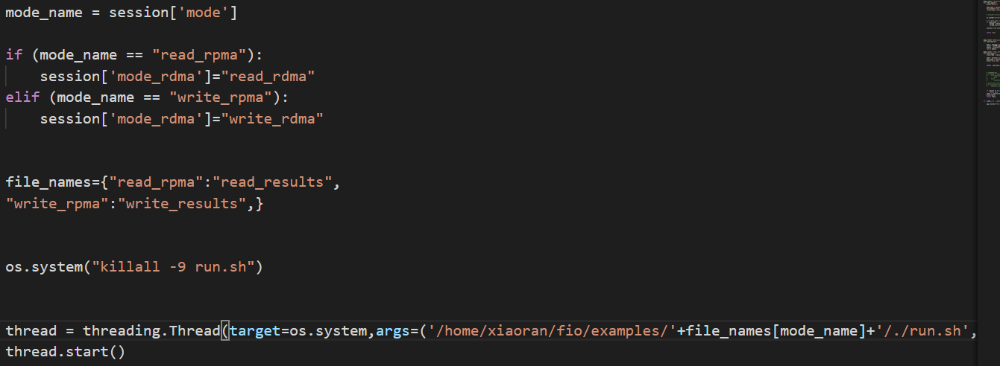 mode_name = session['mode']
if (mode_name == "read_rpma"):
session['mode_rdma']="read_rdma"
elif (mode_name == "write_rpma"):
session['mode_rdma']="write_rdma"
file_names={"read_rpma":"read_results",
"write_rpma":"write_results",}
os.system("killall -9 run.sh")
thread = threading.Thread(target=os.system,args=('/home/xiaoran/fio/examples/'+file_names[mode_name]+'/./run.sh',
thread.start()